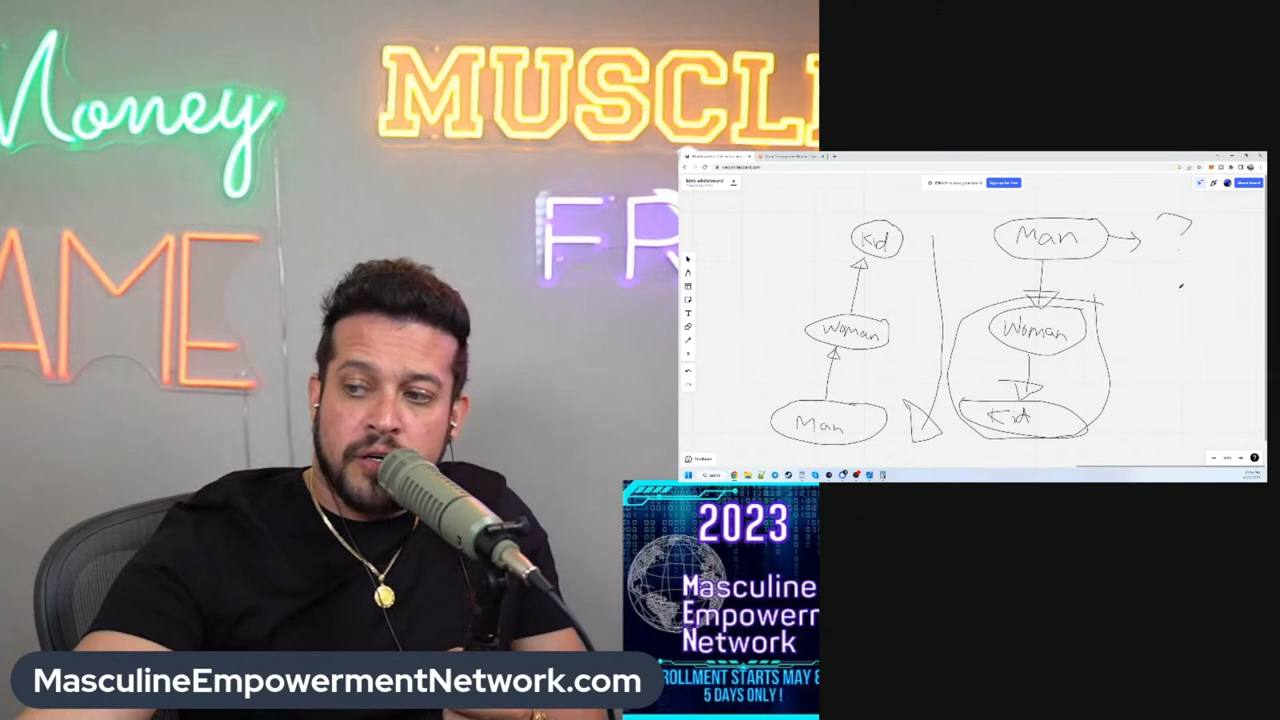 Money
MUSCL
AME
FR
Kid
Woman
Man
Man
?
Woman
Kid
2023
Masculine
Empowerm
Network
ROLLMENT STARTS MAY 8
5 DAYS ONLY!
MasculineEmpowermentNetwork.com